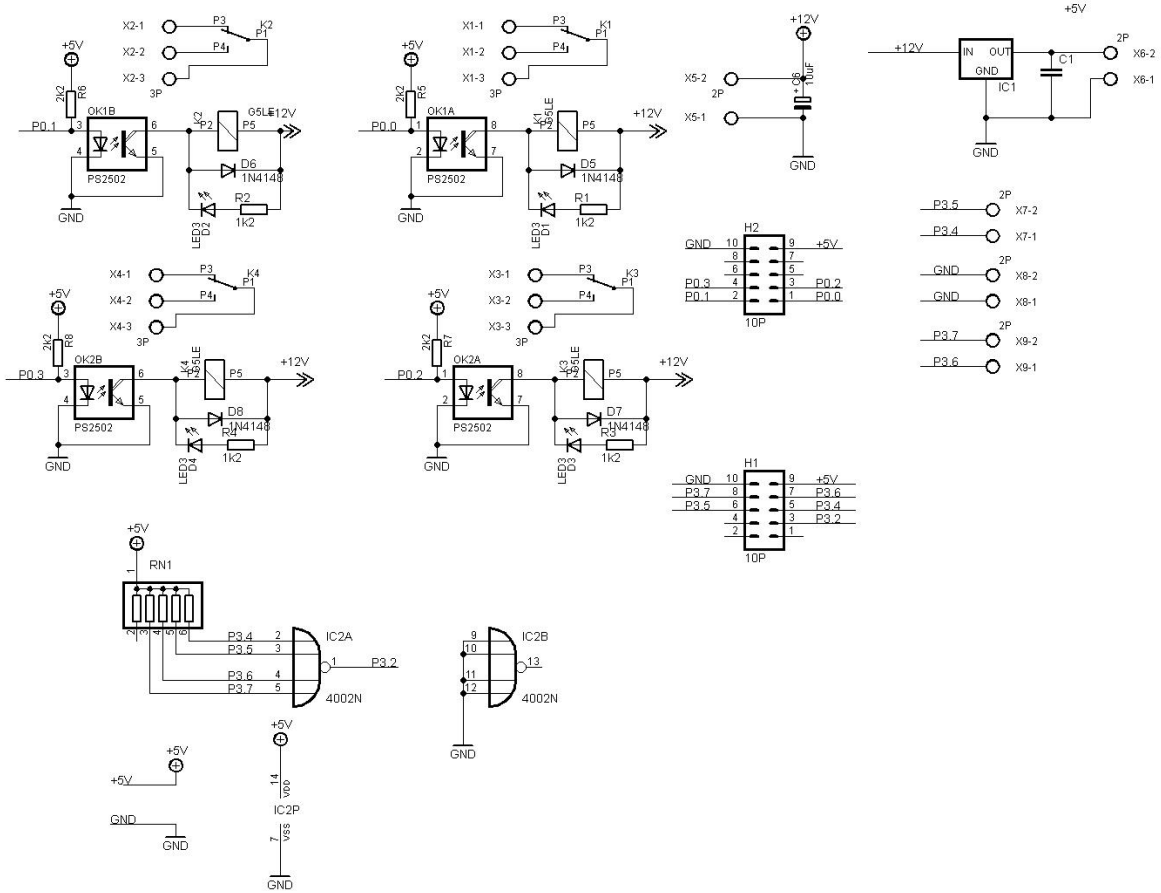 X2-1 P3 K2
P1
X2-2 P4
X2-3
3P
+5V
2k2 R6
OK1B
P0.1 3 6
4 5
PS2502
GND
K2 G5LE
P2 P5 +12V
D6
1N4148
R2
1k2
LED3 D2
X1-1 P3 K1
P1
X1-2 P4
X1-3
3P
+5V
2k2 R5
OK1A
P0.0 1 8
2 7
PS2502
GND
K1 G5LE
P2 P5 +12V
D5
1N4148
R1
1k2
LED3 D1
+12V
X5-2
2P
X5-1
+ C6
10uF
GND
+5V
+12V IN OUT
GND
IC1
C1
2P
X6-2
X6-1
GND
P3.5 2P X7-2
P3.4 X7-1
GND 2P X8-2
GND X8-1
P3.7 2P X9-2
P3.6 X9-1
H2
GND 10 9 +5V
8 7
6 5
P0.3 4 3 P0.2
P0.1 2 1 P0.0
10P
X4-1 P3 K4
P1
X4-2 P4
X4-3
3P
+5V
2k2 R8
OK2B
P0.3 3 6
4 5
PS2502
GND
K4 G5LE
P2 P5 +12V
D8
1N4148
R4
1k2
LED3 D4
X3-1 P3 K3
P1
X3-2 P4
X3-3
3P
+5V
2k2 R7
OK2A
P0.2 1 8
2 7
PS2502
GND
K3 G5LE
P2 P5 +12V
D7
1N4148
R3
1k2
LED3 D3
H1
GND 10 9 +5V
P3.7 8 7 P3.6
P3.5 6 5 P3.4
4 3 P3.2
2 1
10P
+5V
1 RN1
2 3 4 5 6
P3.4 2 IC2A
P3.5 3
1 P3.2
P3.6 4
P3.7 5 4002N
9 IC2B
10
13
11
12 4002N
GND
+5V
+5V
GND
GND
+5V
14 VDD
IC2P
7 VSS
GND